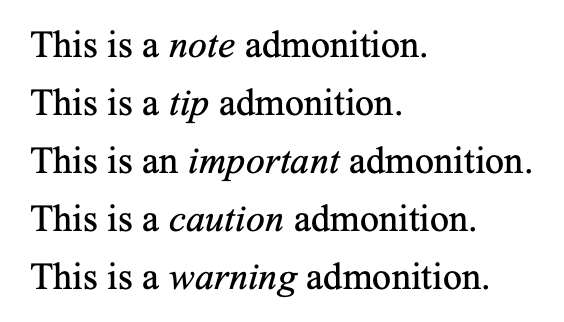 This is a note admonition.
This is a tip admonition.
This is an important admonition.
This is a caution admonition.
This is a warning admonition.